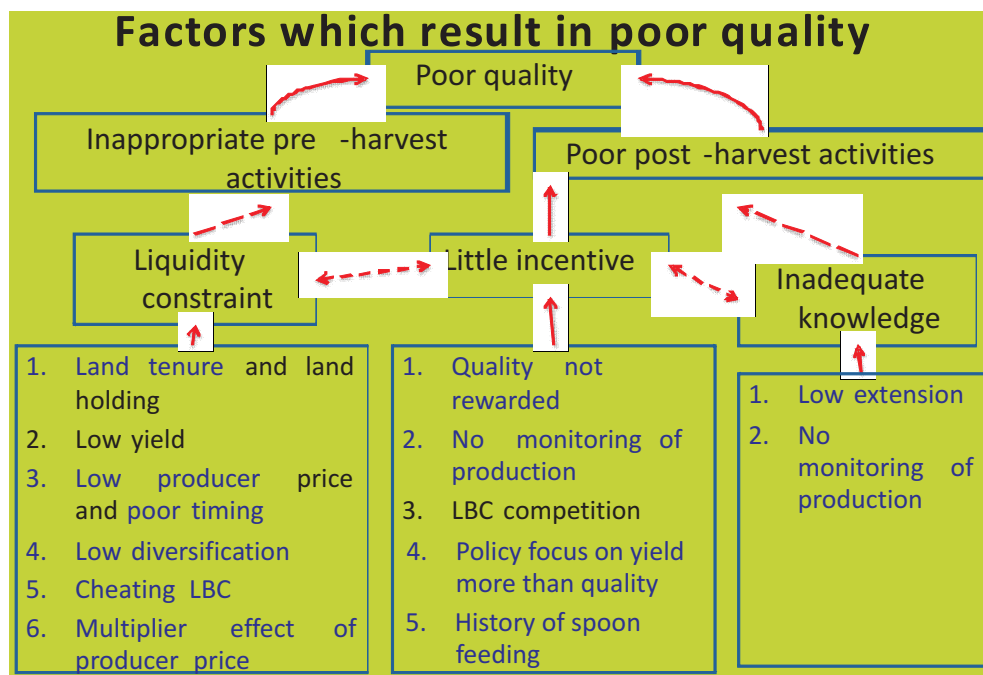 Factors which result in poor quality
Poor quality
Inappropriate pre -harvest
activities
Poor post -harvest activities
Liquidity
constraint
Little incentive
Inadequate
knowledge
1. Land tenure and land
holding
2. Low yield
3. Low producer price
and poor timing
4. Low diversification
5. Cheating LBC
6. Multiplier effect of
producer price
1. Quality not
rewarded
2. No monitoring of
production
3. LBC competition
4. Policy focus on yield
more than quality
5. History of spoon
feeding
1. Low extension
2. No
monitoring of
production